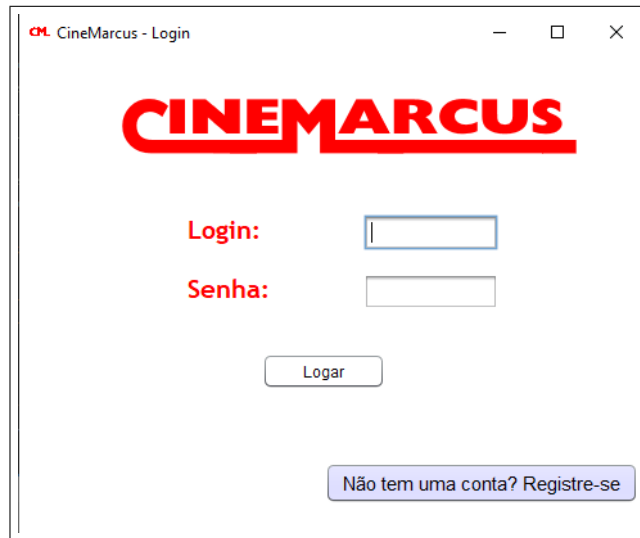 CM. CineMarcus - Login
CINEMARCUS
Login:
Senha:
Logar
Não tem uma conta? Registre-se